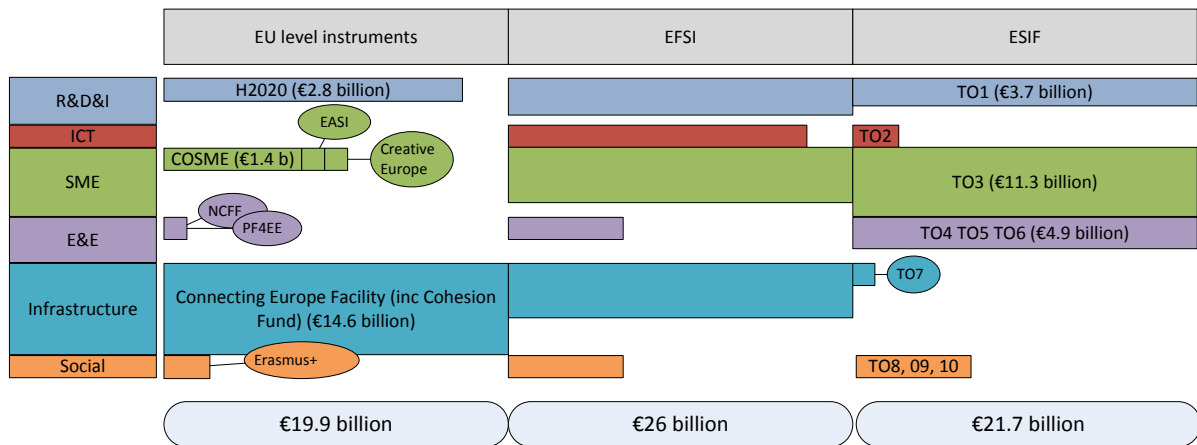 EU level instruments
EFSI
ESIF
R&D&I
H2020 (€2.8 billion)
TO1 (€3.7 billion)
EASI
ICT
TO2
COSME (€1.4 b)
Creative
Europe
SME
TO3 (€11.3 billion)
NCFF
PF4EE
E&E
TO4 TO5 TO6 (€4.9 billion)
TO7
Infrastructure
Connecting Europe Facility (inc Cohesion
Fund) (€14.6 billion)
Social
Erasmus+
TO8, 09, 10
€19.9 billion
€26 billion
€21.7 billion